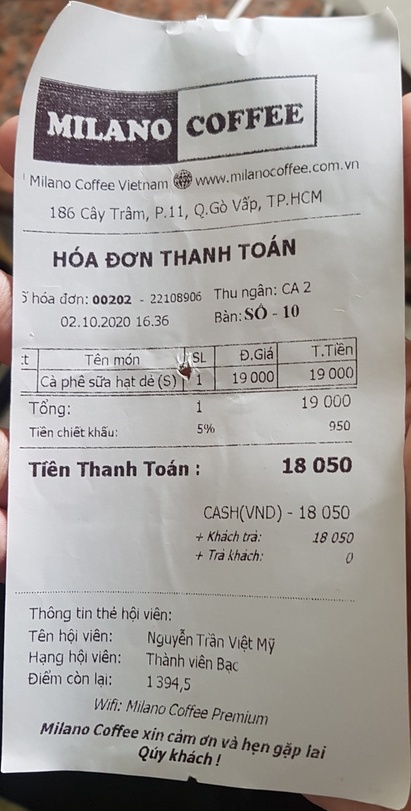 MILANO COFFEE
Milano Coffee Vietnam www.milanocoffee.com.vn
186 Cây Trâm, P.11, Q.Gò Vấp, TP.HCM
HÓA ĐƠN THANH TOÁN
hóa đơn: 00202 - 22108906 Thu ngân: CA 2
02.10.2020 16.36 Bàn: SỐ - 10
Tên món SL Đ.Giá T.Tiền
Cà phê sữa hạt dẻ (S) 1 19 000 19 000
Tổng: 1 19 000
Tiền chiết khấu: 5% 950
Tiền Thanh Toán : 18 050
CASH(VND) - 18 050
+ Khách trả: 18 050
+ Trả khách: 0
Thông tin thẻ hội viên:
Tên hội viên: Nguyễn Trần Việt Mỹ
Hạng hội viên: Thành viên Bạc
Điểm còn lại: 1 394,5
Wifi: Milano Coffee Premium
Milano Coffee xin cảm ơn và hẹn gặp lai
Qúy khách !